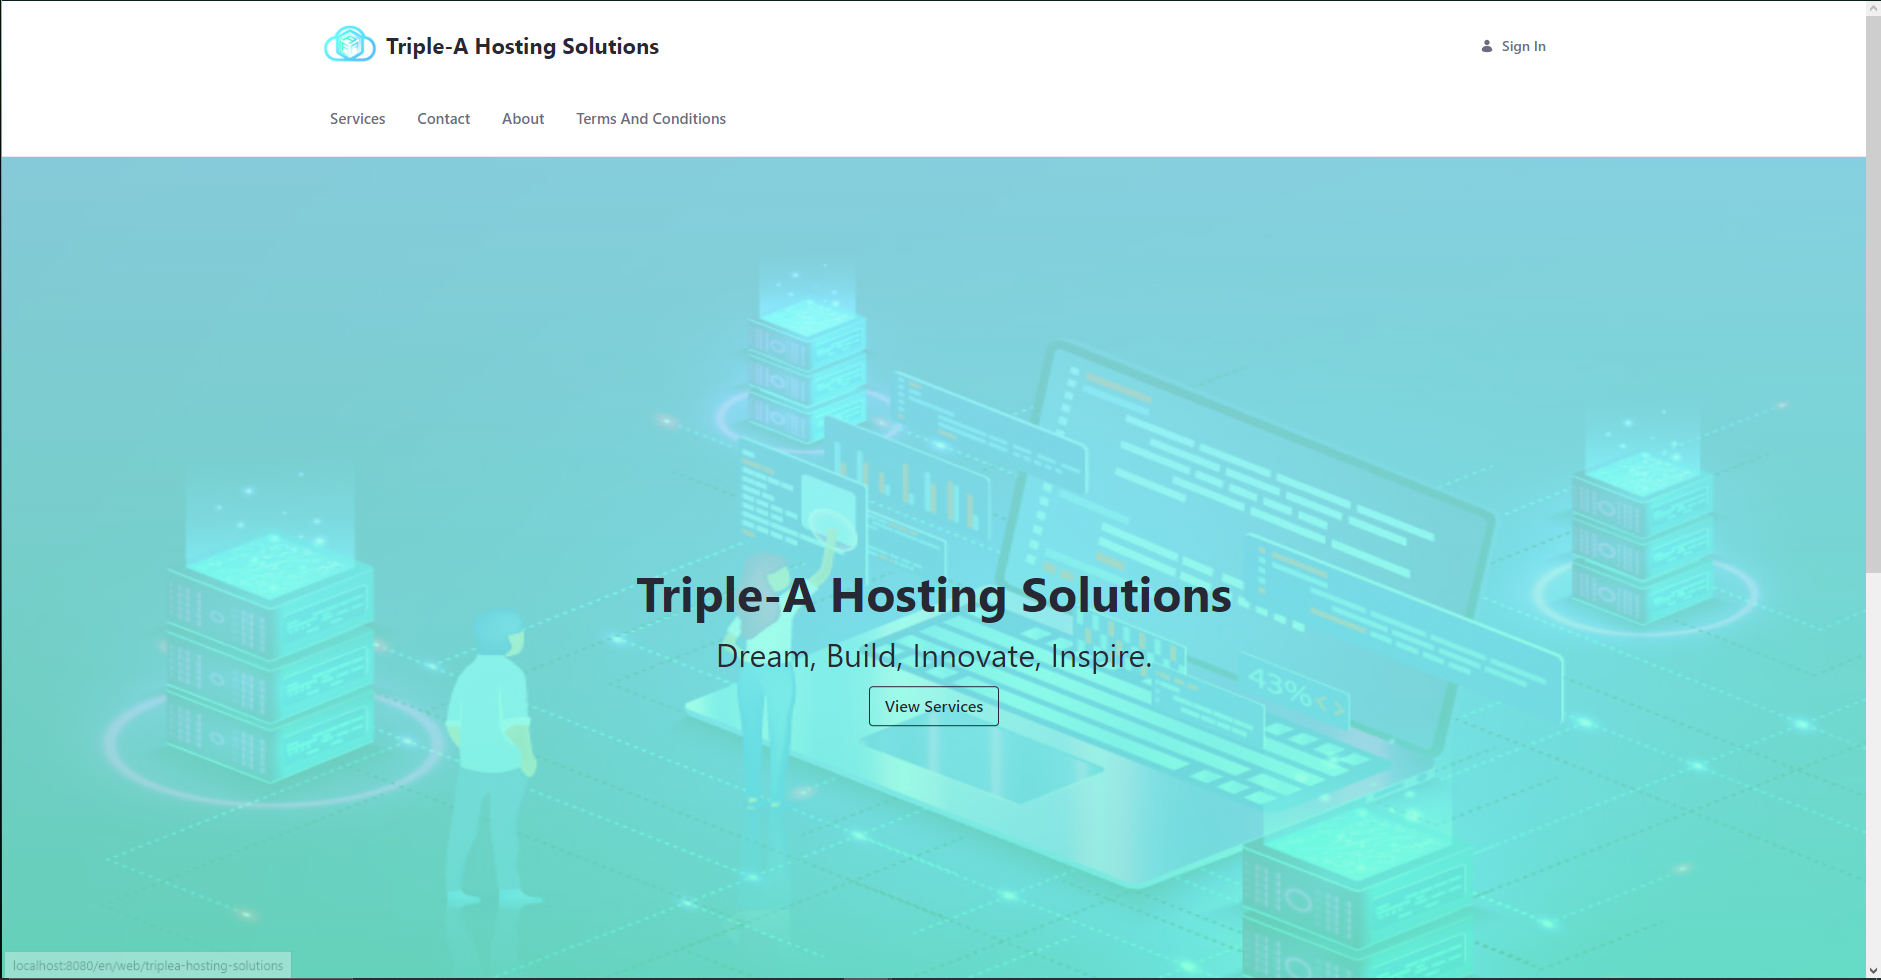 Triple-A Hosting Solutions
Sign In
Services
Contact
About
Terms And Conditions
43%<>
Triple-A Hosting Solutions
Dream, Build, Innovate, Inspire.
View Services
localhost:8080/en/web/triplea-hosting-solutions